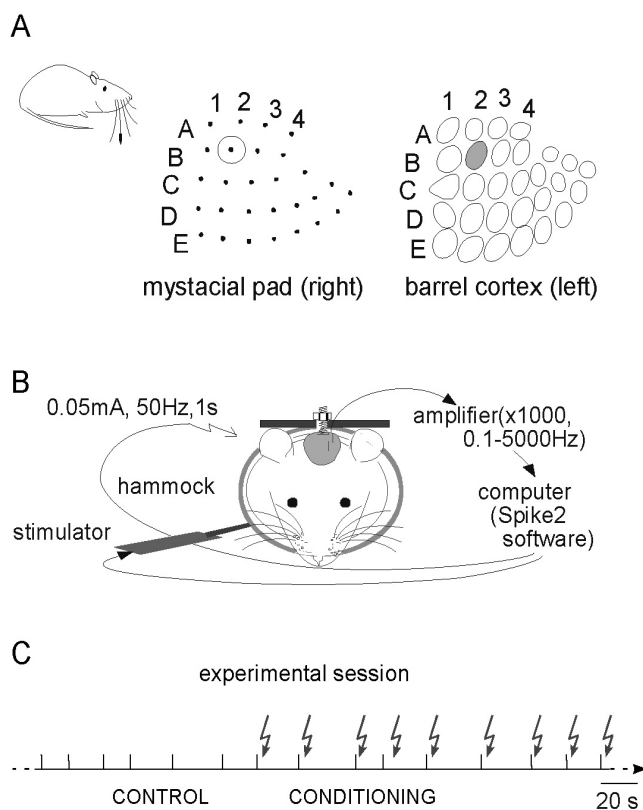 A
1 2 3 4
A
B
C
D
E
mystacial pad (right)
1 2 3 4
A
B
C
D
E
barrel cortex (left)
B
0.05mA, 50Hz,1s
amplifier(x1000,
0.1-5000Hz)
hammock
computer
(Spike2
software)
stimulator
C
experimental session
CONTROL CONDITIONING 20 s